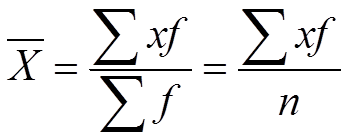 X̅ = ∑xf / ∑f = ∑xf / n